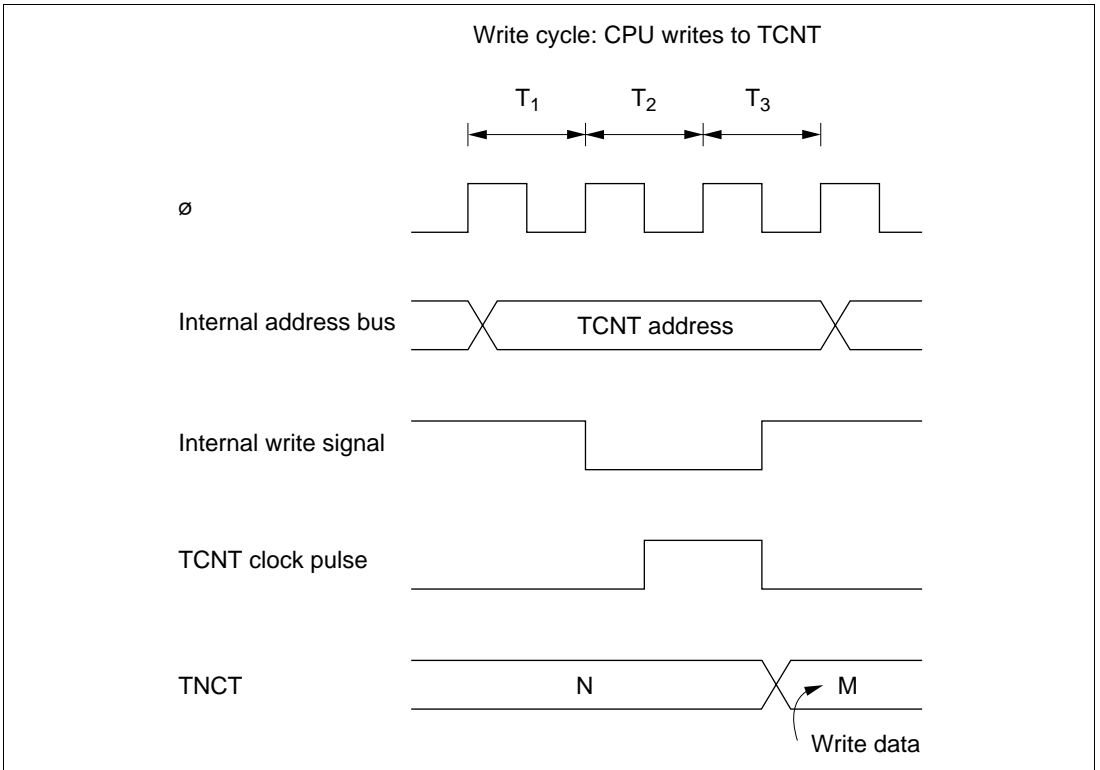 Write cycle: CPU writes to TCNT
T₁ T₂ T₃
ø
Internal address bus TCNT address
Internal write signal
TCNT clock pulse
TNCT N M
Write data